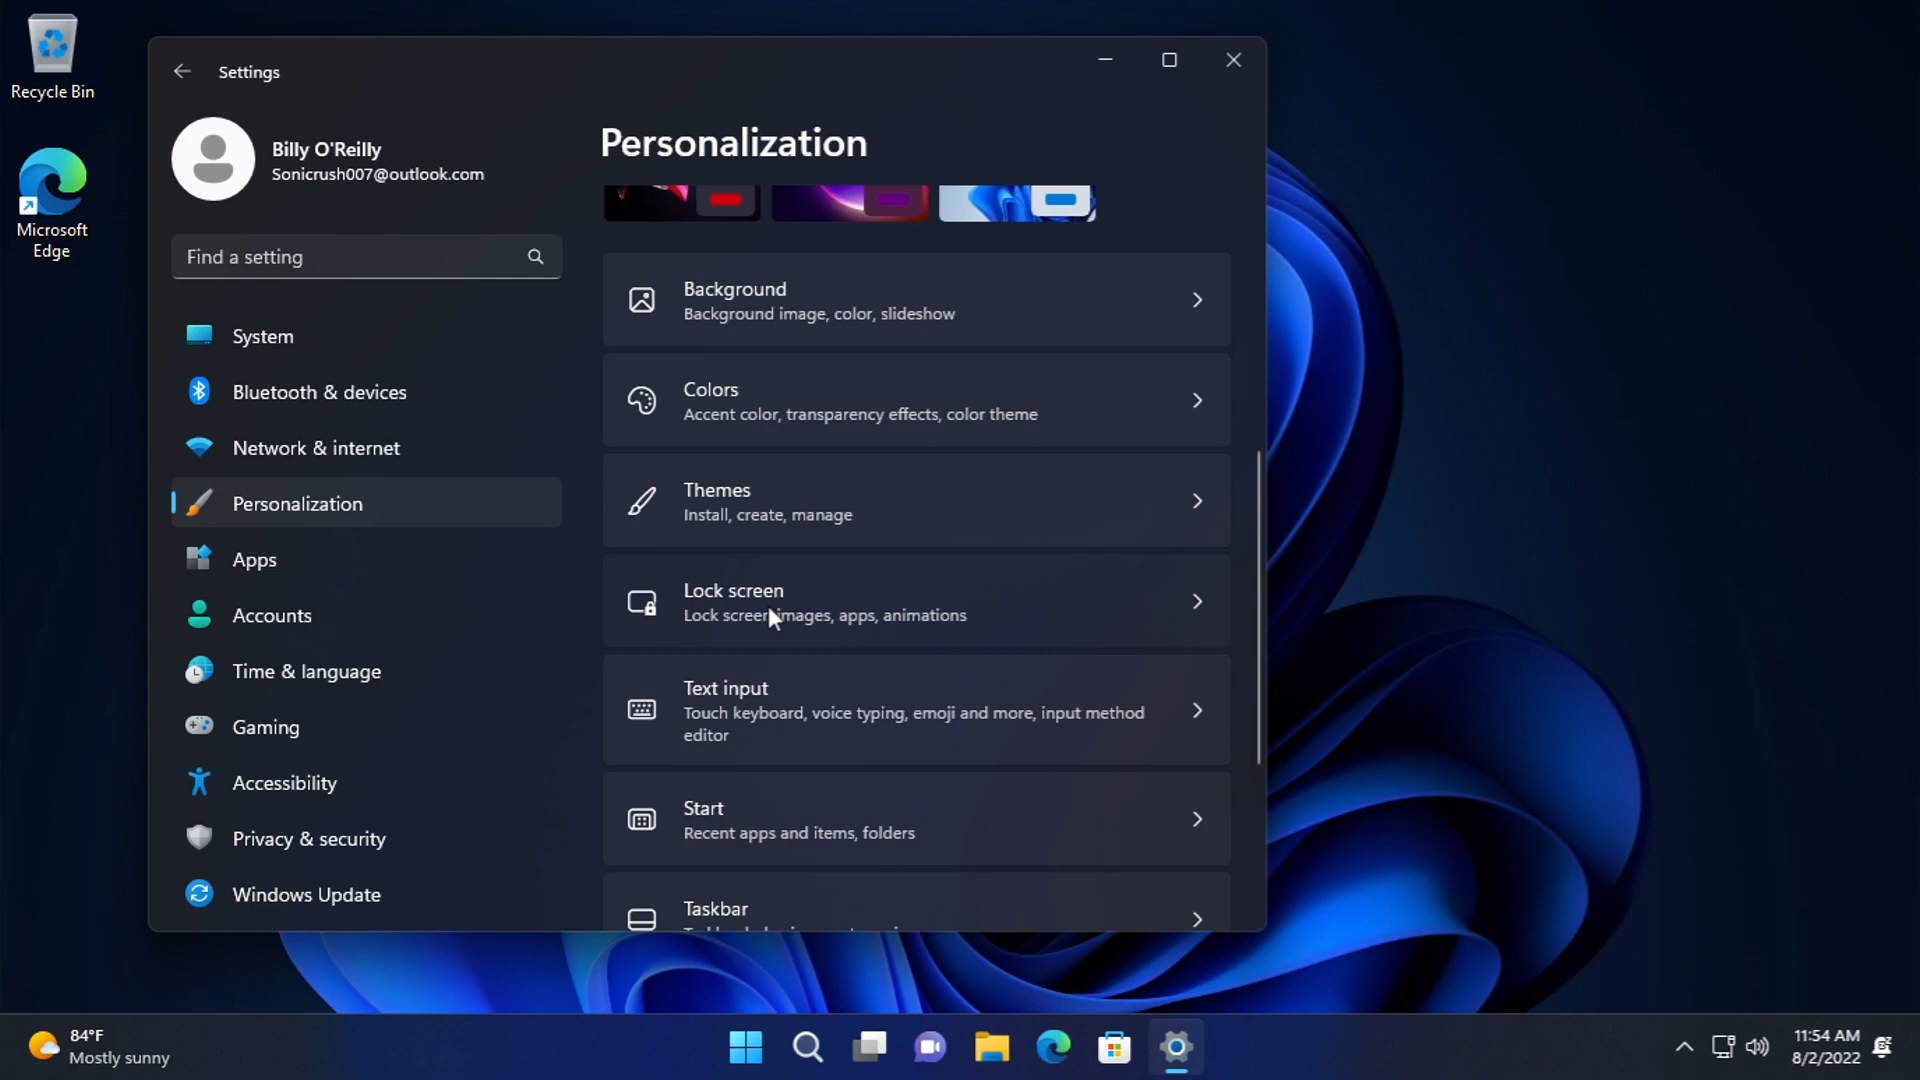 Recycle Bin
Microsoft
Edge
Settings
Billy O'Reilly
Sonicrush007@outlook.com
Find a setting
System
Bluetooth & devices
Network & internet
Personalization
Apps
Accounts
Time & language
Gaming
Accessibility
Privacy & security
Windows Update
Personalization
Background
Background image, color, slideshow
Colors
Accent color, transparency effects, color theme
Themes
Install, create, manage
Lock screen
Lock screen images, apps, animations
Text input
Touch keyboard, voice typing, emoji and more, input method
editor
Start
Recent apps and items, folders
Taskbar
84°F
Mostly sunny
11:54 AM
8/2/2022